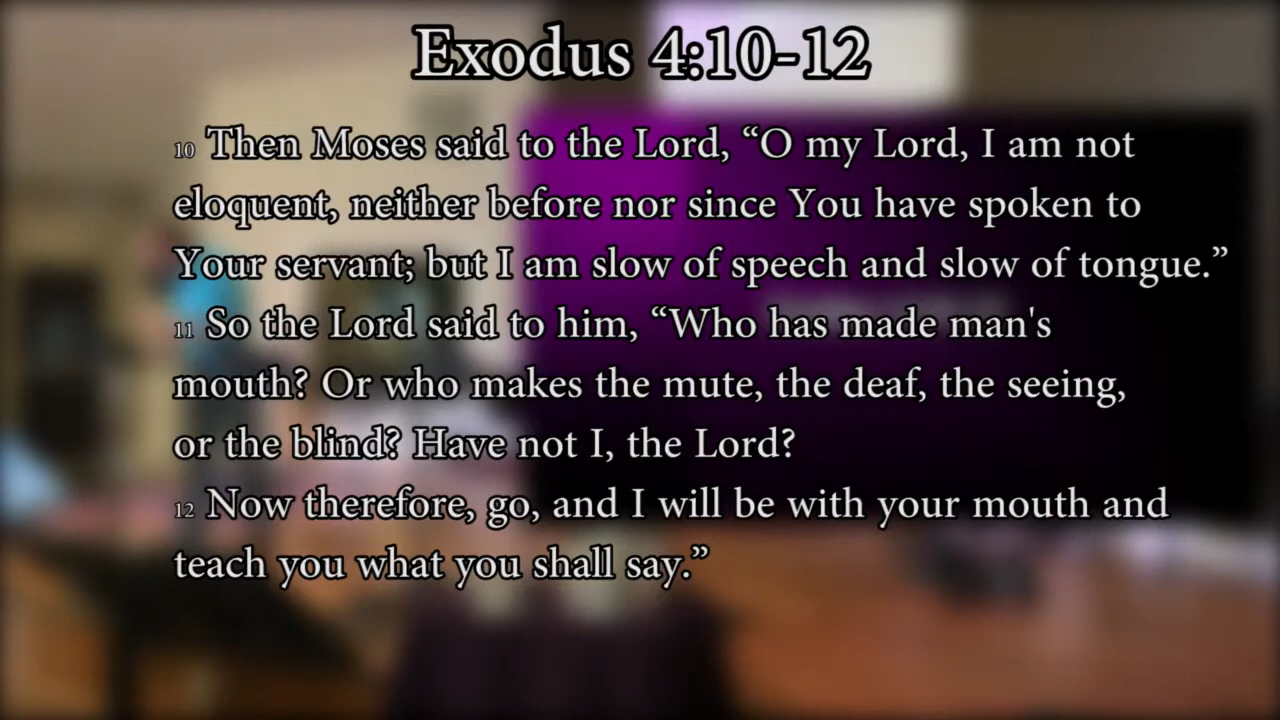 Exodus 4:10-12
10 Then Moses said to the Lord, “O my Lord, I am not
eloquent, neither before nor since You have spoken to
Your servant; but I am slow of speech and slow of tongue.”
11 So the Lord said to him, “Who has made man's
mouth? Or who makes the mute, the deaf, the seeing,
or the blind? Have not I, the Lord?
12 Now therefore, go, and I will be with your mouth and
teach you what you shall say.”